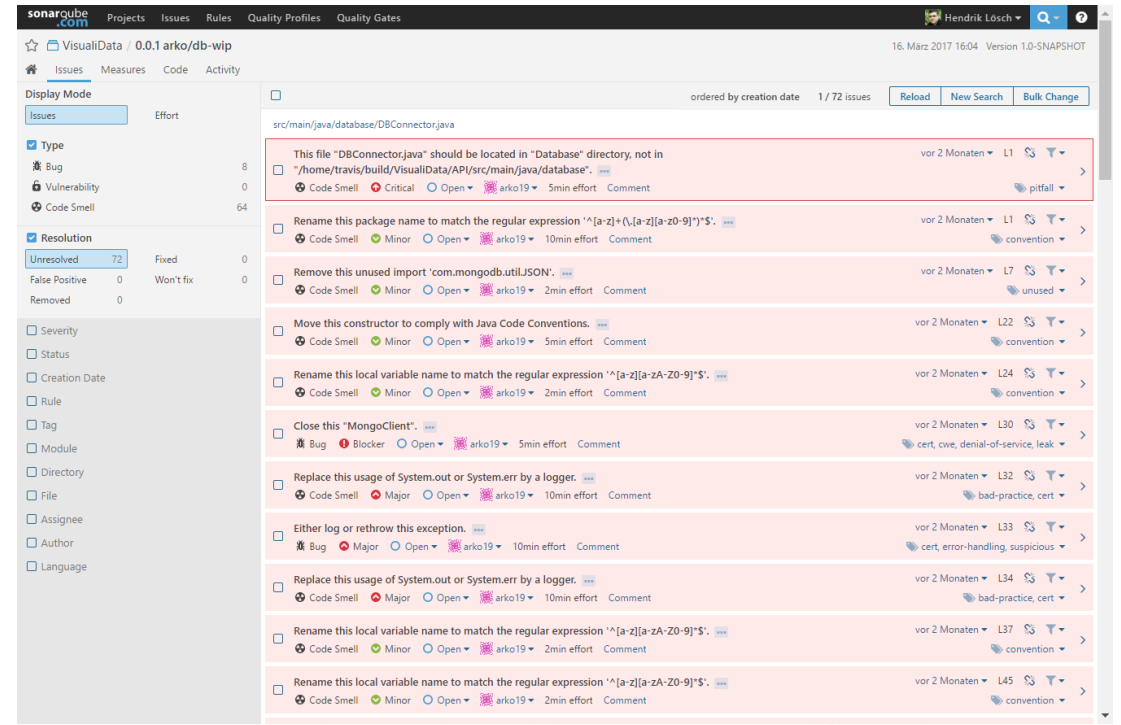 sonarqube .com Projects Issues Rules Quality Profiles Quality Gates Hendrik Lösch
VisualiData / 0.0.1 arko/db-wip 16. März 2017 16:04 Version 1.0-SNAPSHOT
Issues Measures Code Activity
Display Mode
Issues Effort
Type
Bug 8
Vulnerability 0
Code Smell 64
Resolution
Unresolved 72 Fixed 0
False Positive 0 Won't fix 0
Removed 0
Severity
Status
Creation Date
Rule
Tag
Module
Directory
File
Assignee
Author
Language
ordered by creation date 1 / 72 issues Reload New Search Bulk Change
src/main/java/database/DBConnector.java
This file "DBConnector.java" should be located in "Database" directory, not in vor 2 Monaten L1
"/home/travis/build/VisualiData/API/src/main/java/database".
Code Smell Critical Open arko19 5min effort Comment pitfall
Rename this package name to match the regular expression '^[a-z]+(\.[a-z][a-z0-9]*)*$'. vor 2 Monaten L1
Code Smell Minor Open arko19 10min effort Comment convention
Remove this unused import 'com.mongodb.util.JSON'. vor 2 Monaten L7
Code Smell Minor Open arko19 2min effort Comment unused
Move this constructor to comply with Java Code Conventions. vor 2 Monaten L22
Code Smell Minor Open arko19 5min effort Comment convention
Rename this local variable name to match the regular expression '^[a-z][a-zA-Z0-9]*$'. vor 2 Monaten L24
Code Smell Minor Open arko19 2min effort Comment convention
Close this "MongoClient". vor 2 Monaten L30
Bug Blocker Open arko19 5min effort Comment cert, cwe, denial-of-service, leak
Replace this usage of System.out or System.err by a logger. vor 2 Monaten L32
Code Smell Major Open arko19 10min effort Comment bad-practice, cert
Either log or rethrow this exception. vor 2 Monaten L33
Bug Major Open arko19 10min effort Comment cert, error-handling, suspicious
Replace this usage of System.out or System.err by a logger. vor 2 Monaten L34
Code Smell Major Open arko19 10min effort Comment bad-practice, cert
Rename this local variable name to match the regular expression '^[a-z][a-zA-Z0-9]*$'. vor 2 Monaten L37
Code Smell Minor Open arko19 2min effort Comment convention
Rename this local variable name to match the regular expression '^[a-z][a-zA-Z0-9]*$'. vor 2 Monaten L45
Code Smell Minor Open arko19 2min effort Comment convention